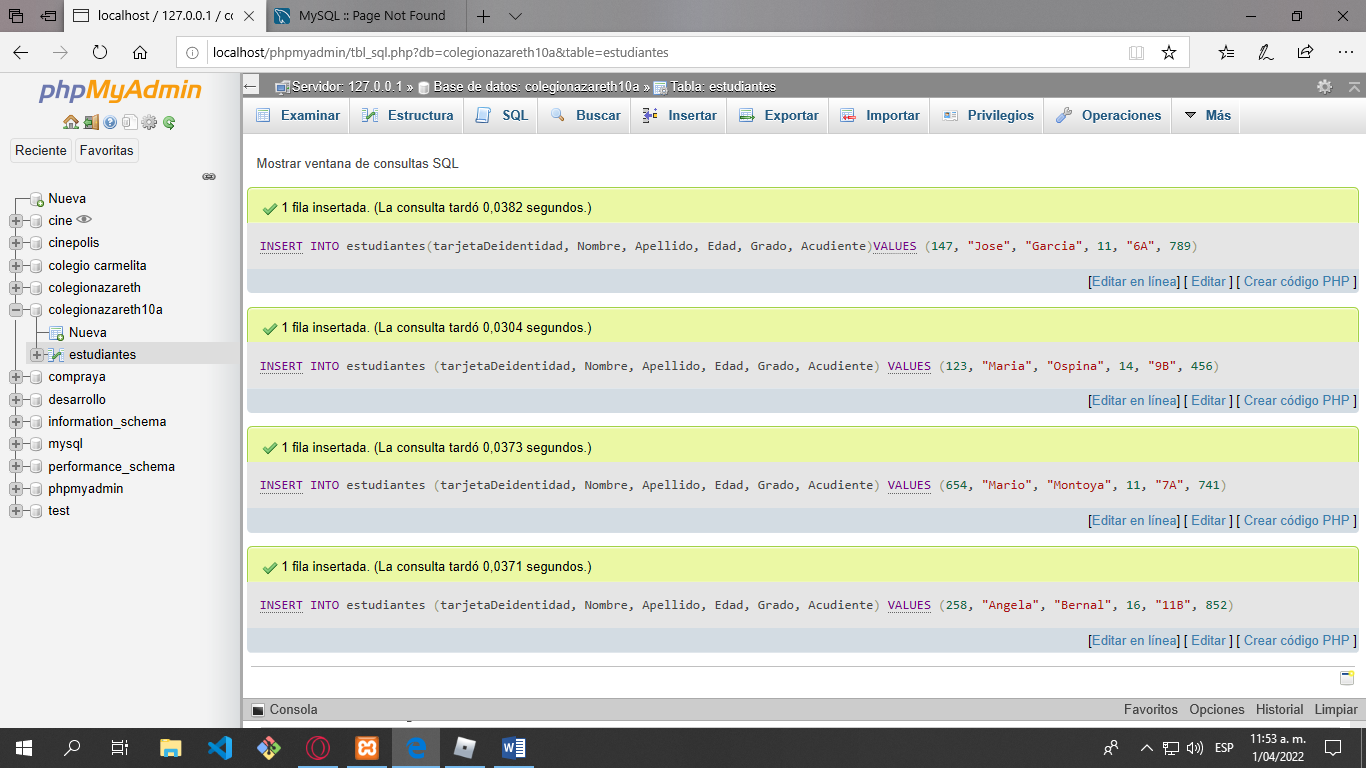 localhost / 127.0.0.1 / cc
MySQL :: Page Not Found
localhost/phpmyadmin/tbl_sql.php?db=colegionazareth10a&table=estudiantes
phpMyAdmin
Reciente
Favoritas
Nueva
cine
cinepolis
colegio carmelita
colegionazareth
colegionazareth10a
Nueva
estudiantes
compraya
desarrollo
information_schema
mysql
performance_schema
phpmyadmin
test
Servidor: 127.0.0.1 » Base de datos: colegionazareth10a » Tabla: estudiantes
Examinar Estructura SQL Buscar Insertar Exportar Importar Privilegios Operaciones Más
Mostrar ventana de consultas SQL
1 fila insertada. (La consulta tardó 0,0382 segundos.)
INSERT INTO estudiantes(tarjetaDeidentidad, Nombre, Apellido, Edad, Grado, Acudiente)VALUES (147, "Jose", "Garcia", 11, "6A", 789)
[Editar en línea] [ Editar ] [ Crear código PHP ]
1 fila insertada. (La consulta tardó 0,0304 segundos.)
INSERT INTO estudiantes (tarjetaDeidentidad, Nombre, Apellido, Edad, Grado, Acudiente) VALUES (123, "Maria", "Ospina", 14, "9B", 456)
[Editar en línea] [ Editar ] [ Crear código PHP ]
1 fila insertada. (La consulta tardó 0,0373 segundos.)
INSERT INTO estudiantes (tarjetaDeidentidad, Nombre, Apellido, Edad, Grado, Acudiente) VALUES (654, "Mario", "Montoya", 11, "7A", 741)
[Editar en línea] [ Editar ] [ Crear código PHP ]
1 fila insertada. (La consulta tardó 0,0371 segundos.)
INSERT INTO estudiantes (tarjetaDeidentidad, Nombre, Apellido, Edad, Grado, Acudiente) VALUES (258, "Angela", "Bernal", 16, "11B", 852)
[Editar en línea] [ Editar ] [ Crear código PHP ]
Consola
Favoritos Opciones Historial Limpiar
ESP
11:53 a. m.
1/04/2022